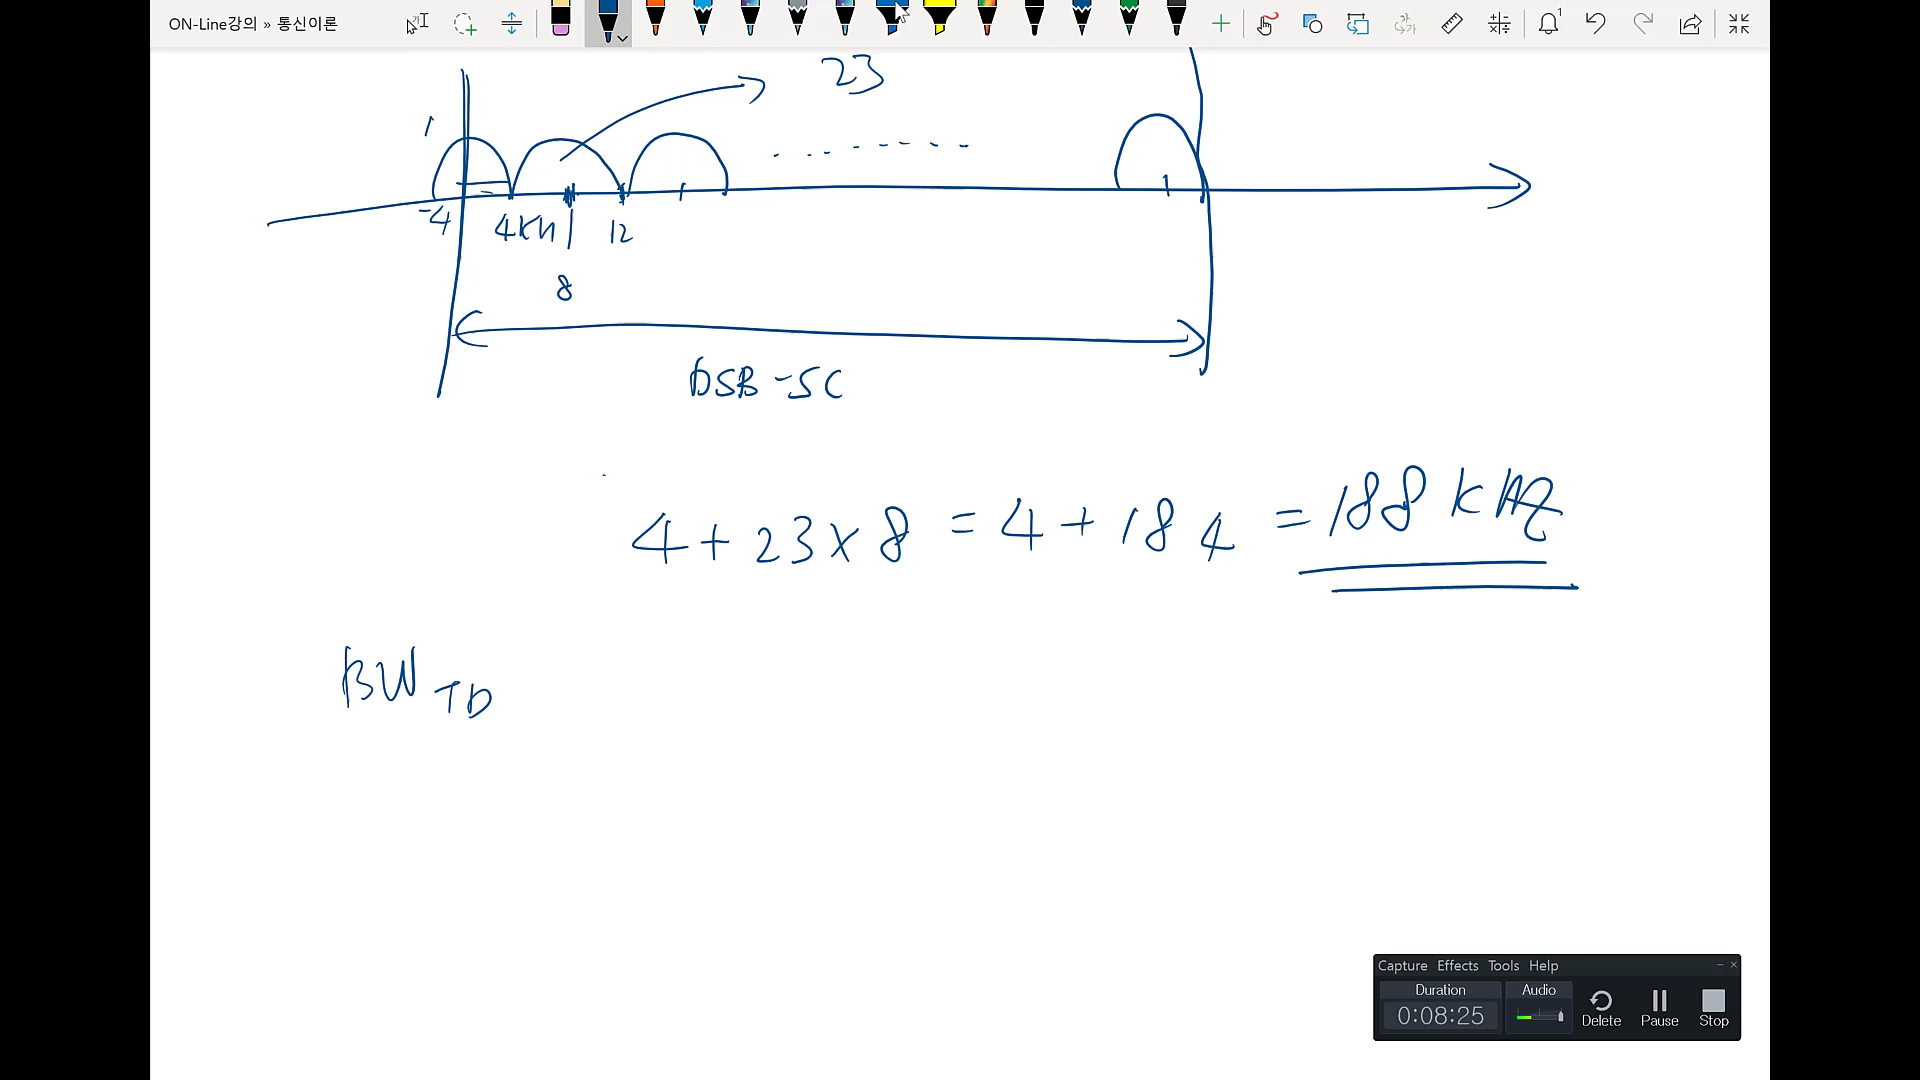 ON-Line강의 » 통신이론
23
1
-4 4KH 12
8
DSB-SC
4+23×8 = 4+184 = 188 kHz
BW TD
Capture Effects Tools Help
Duration Audio
0:08:25
Delete Pause Stop